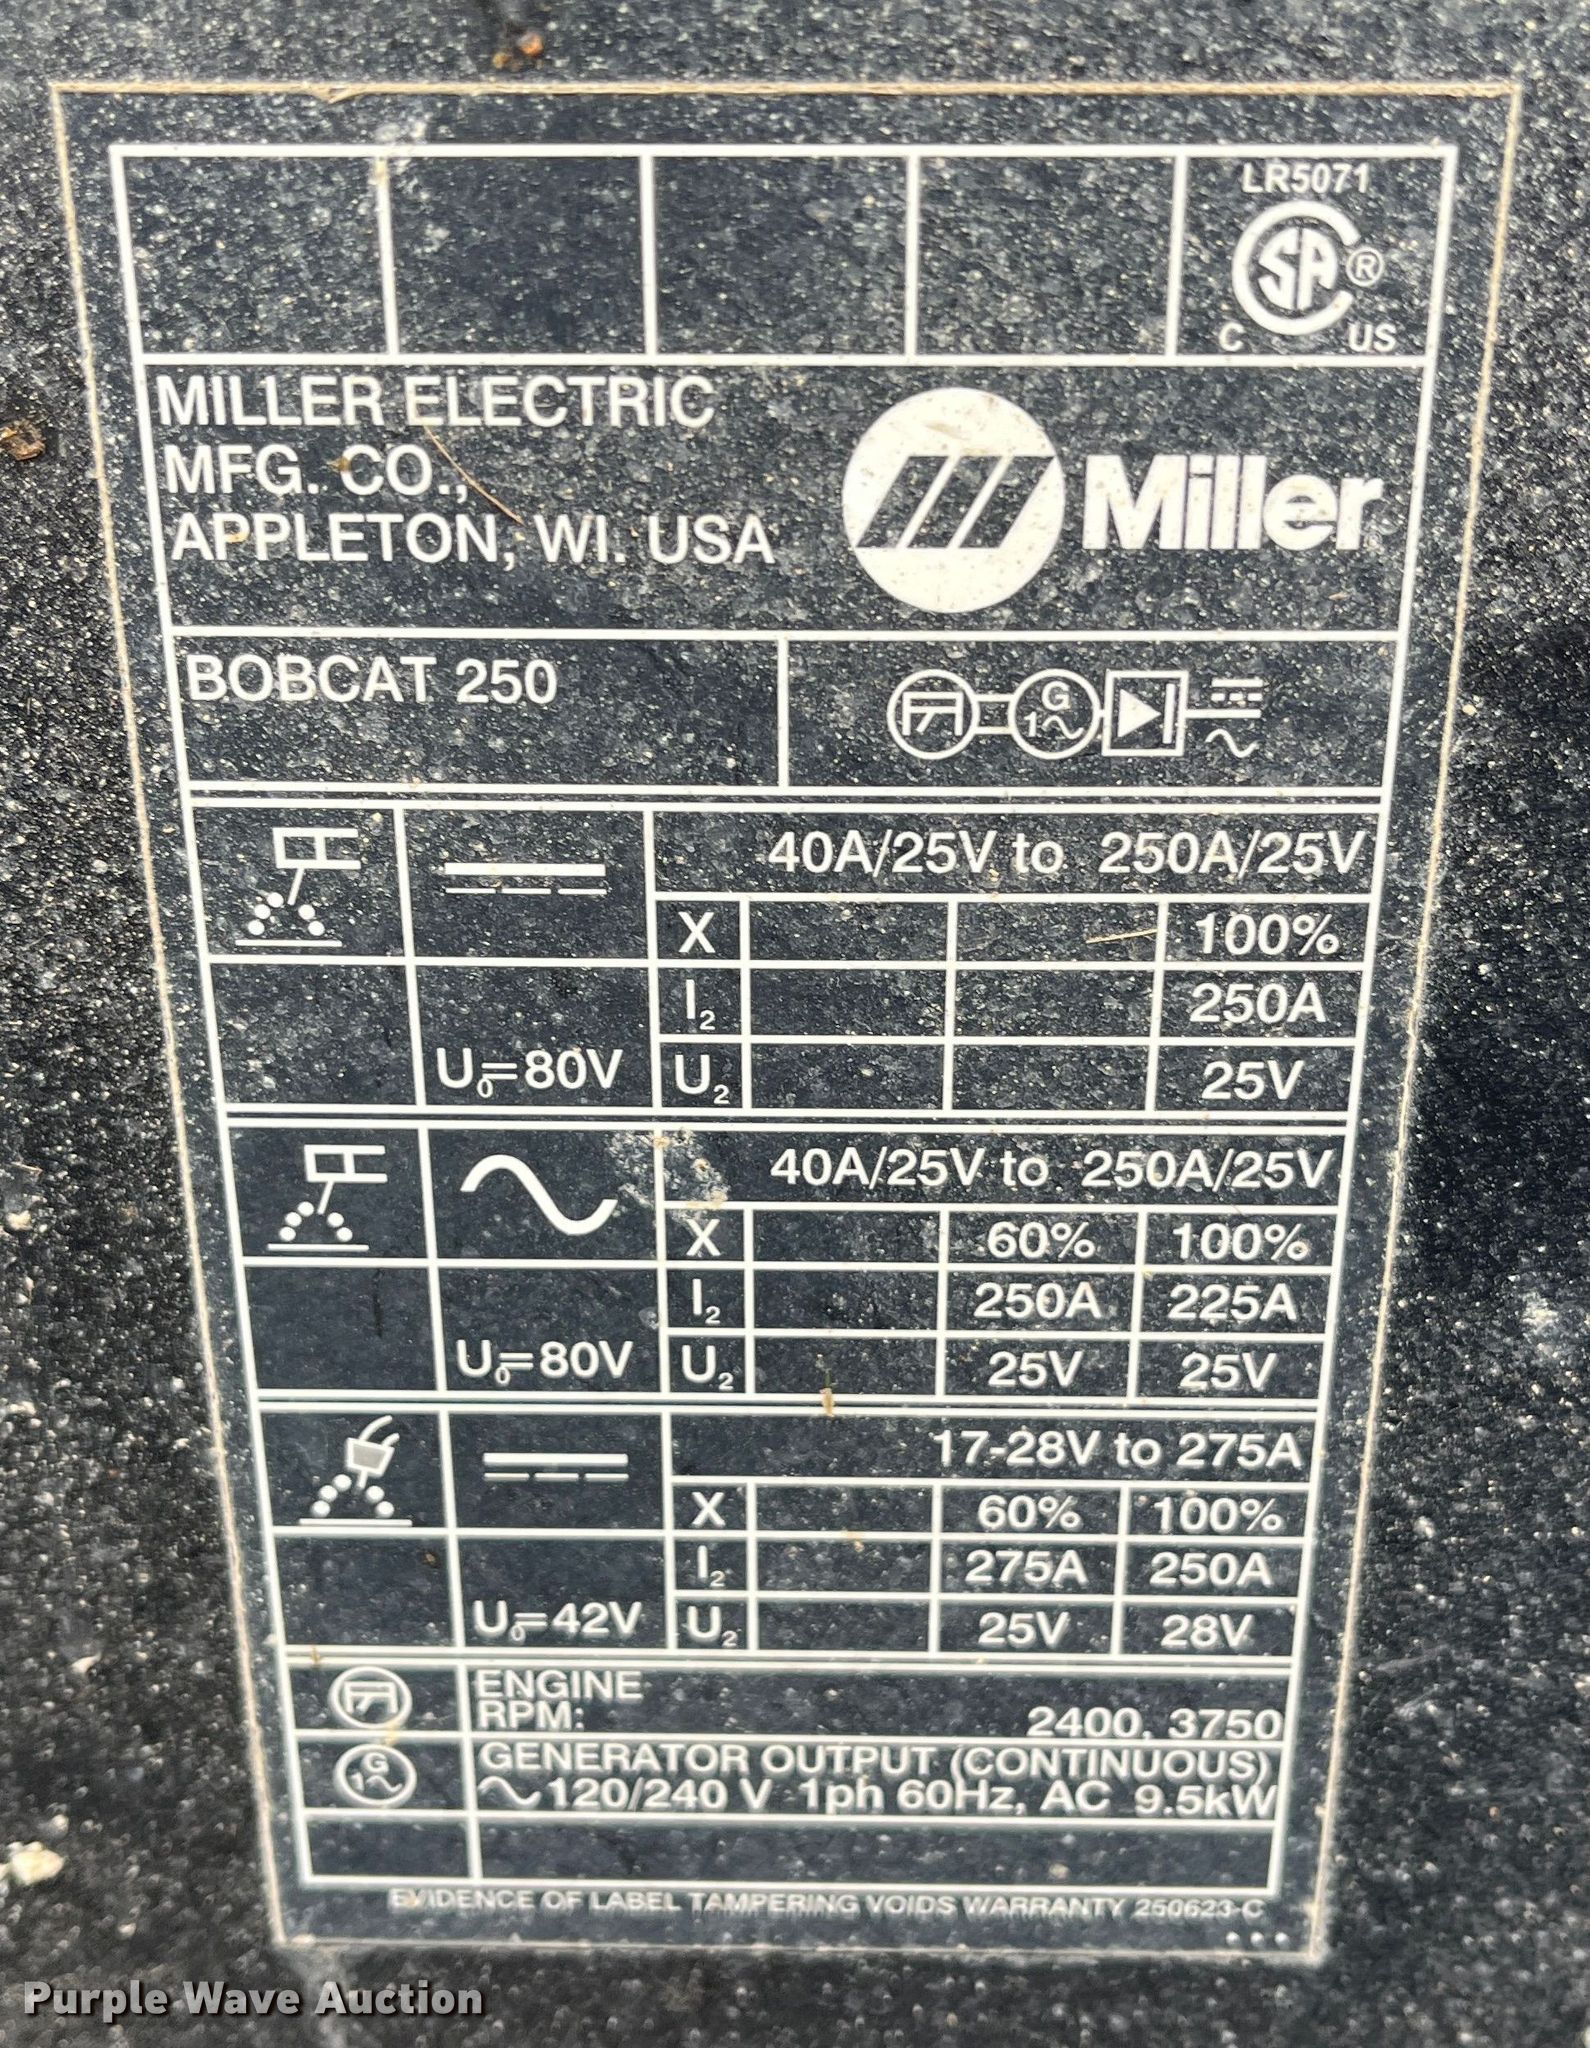 LR5071
CSA ®
C US
MILLER ELECTRIC
MFG. CO.,
APPLETON, WI. USA
Miller®
BOBCAT 250
G
1~
40A/25V to 250A/25V
X 100%
I2 250A
U0=80V U2 25V
40A/25V to 250A/25V
X 60% 100%
I2 250A 225A
U0=80V U2 25V 25V
17-28V to 275A
X 60% 100%
I2 275A 250A
U0=42V U2 25V 28V
ENGINE
RPM: 2400, 3750
G
1~
GENERATOR OUTPUT (CONTINUOUS)
~120/240 V 1ph 60Hz, AC 9.5kW
EVIDENCE OF LABEL TAMPERING VOIDS WARRANTY 250623-C
Purple Wave Auction